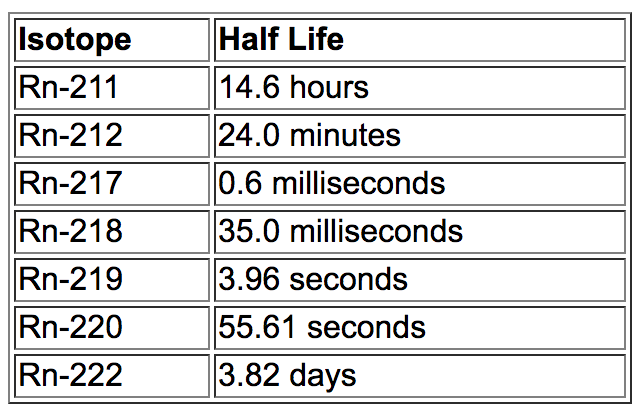 Isotope Half Life
Rn-211 14.6 hours
Rn-212 24.0 minutes
Rn-217 0.6 milliseconds
Rn-218 35.0 milliseconds
Rn-219 3.96 seconds
Rn-220 55.61 seconds
Rn-222 3.82 days